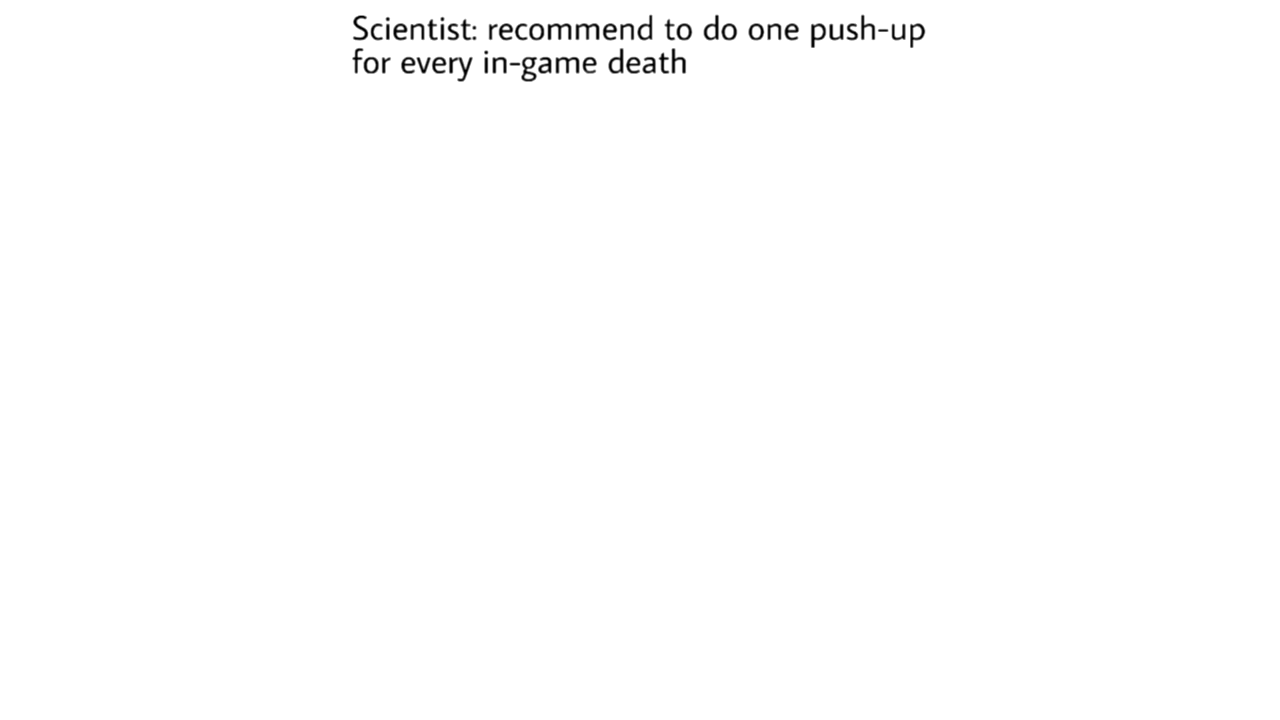 Scientist: recommend to do one push-up
for every in-game death